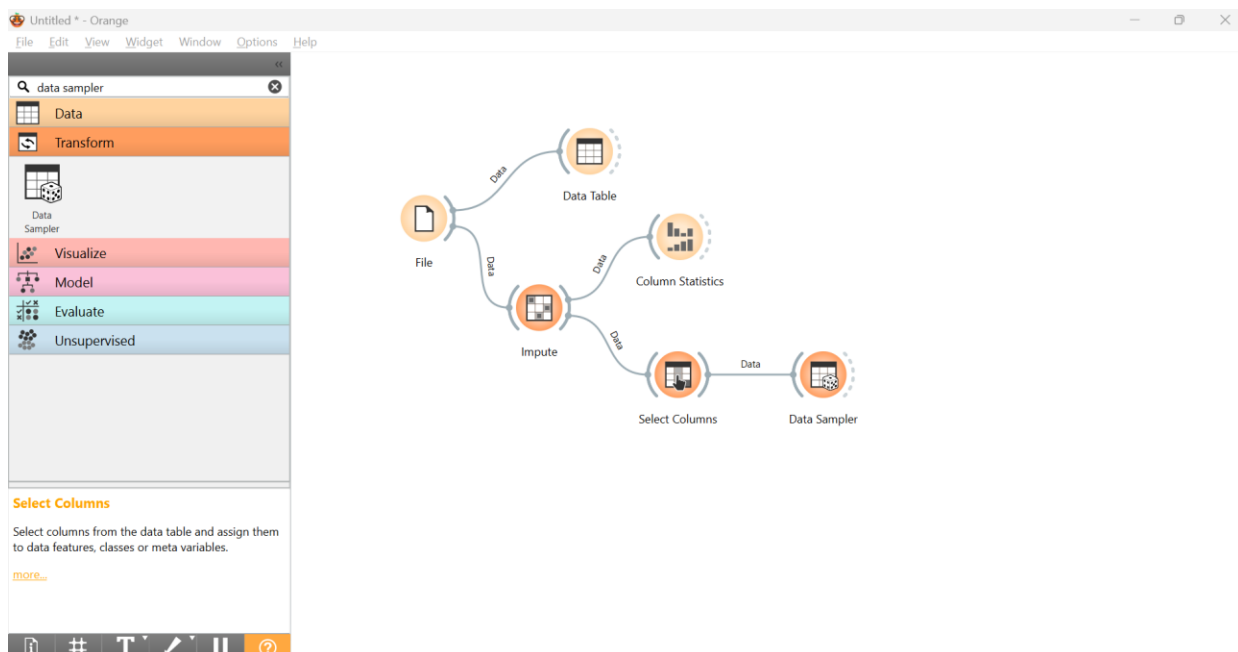 Untitled * - Orange
File Edit View Widget Window Options Help
data sampler
Data
Transform
Data
Sampler
Visualize
Model
Evaluate
Unsupervised
Select Columns
Select columns from the data table and assign them
to data features, classes or meta variables.
more...
File
Data
Data Table
Data
Impute
Data
Column Statistics
Data
Select Columns
Data
Data Sampler